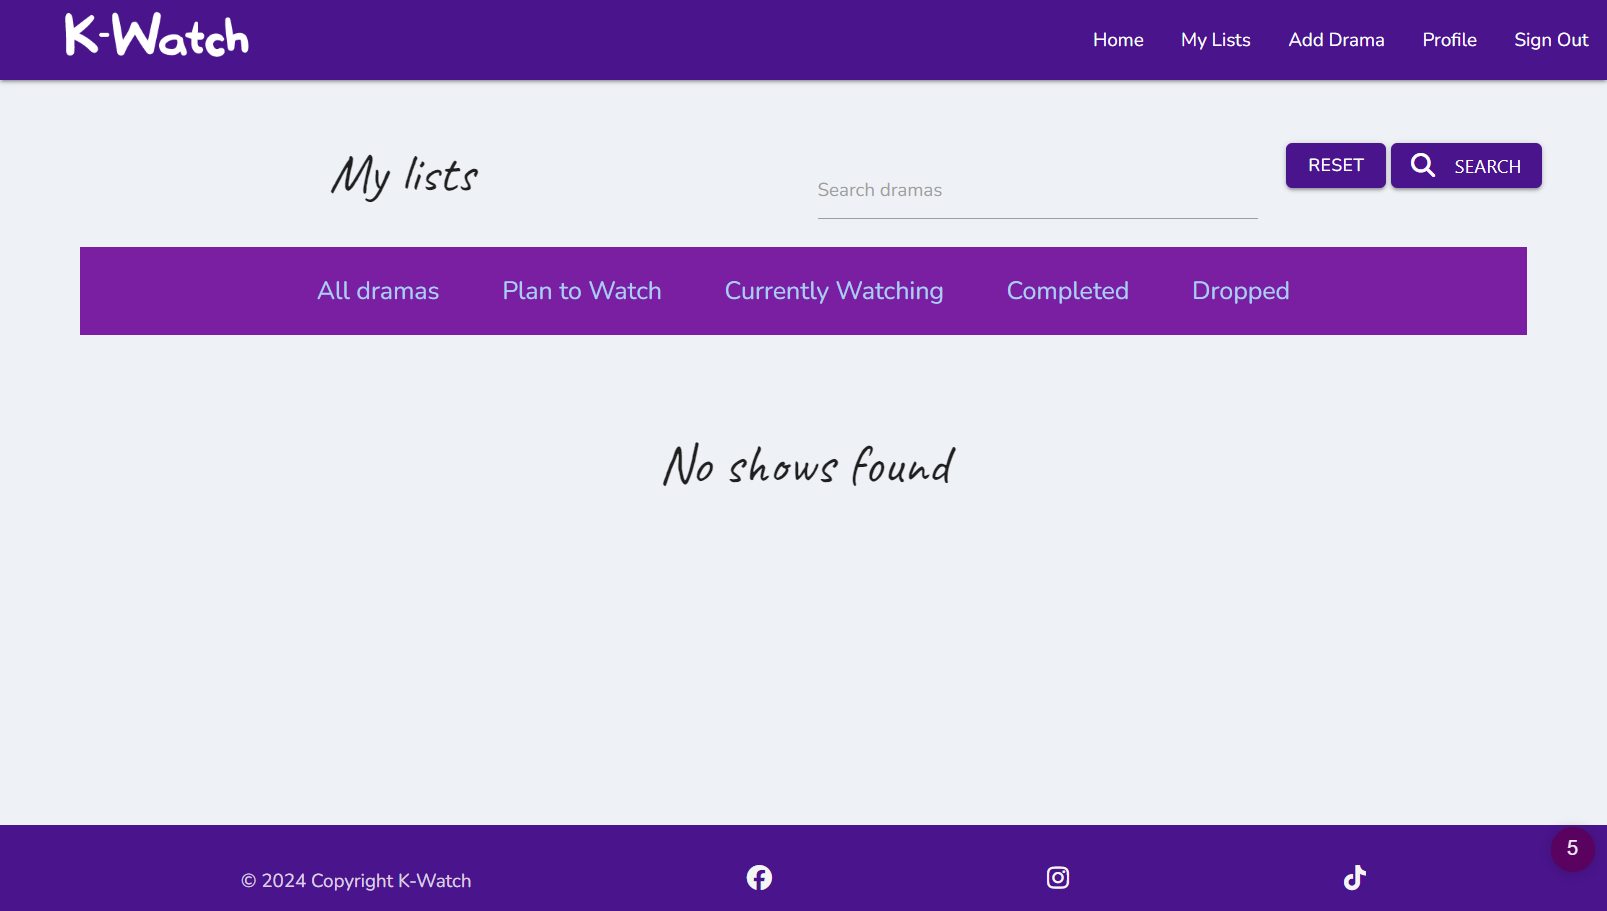 K-Watch
Home My Lists Add Drama Profile Sign Out
My lists
Search dramas
RESET
SEARCH
All dramas Plan to Watch Currently Watching Completed Dropped
No shows found
© 2024 Copyright K-Watch
5